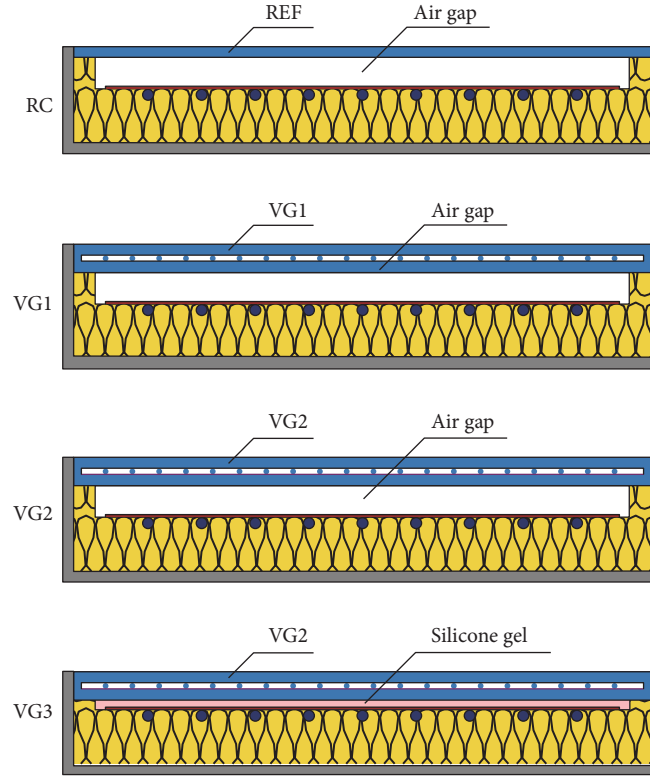 REF Air gap
RC
VG1 Air gap
VG1
VG2 Air gap
VG2
VG2 Silicone gel
VG3